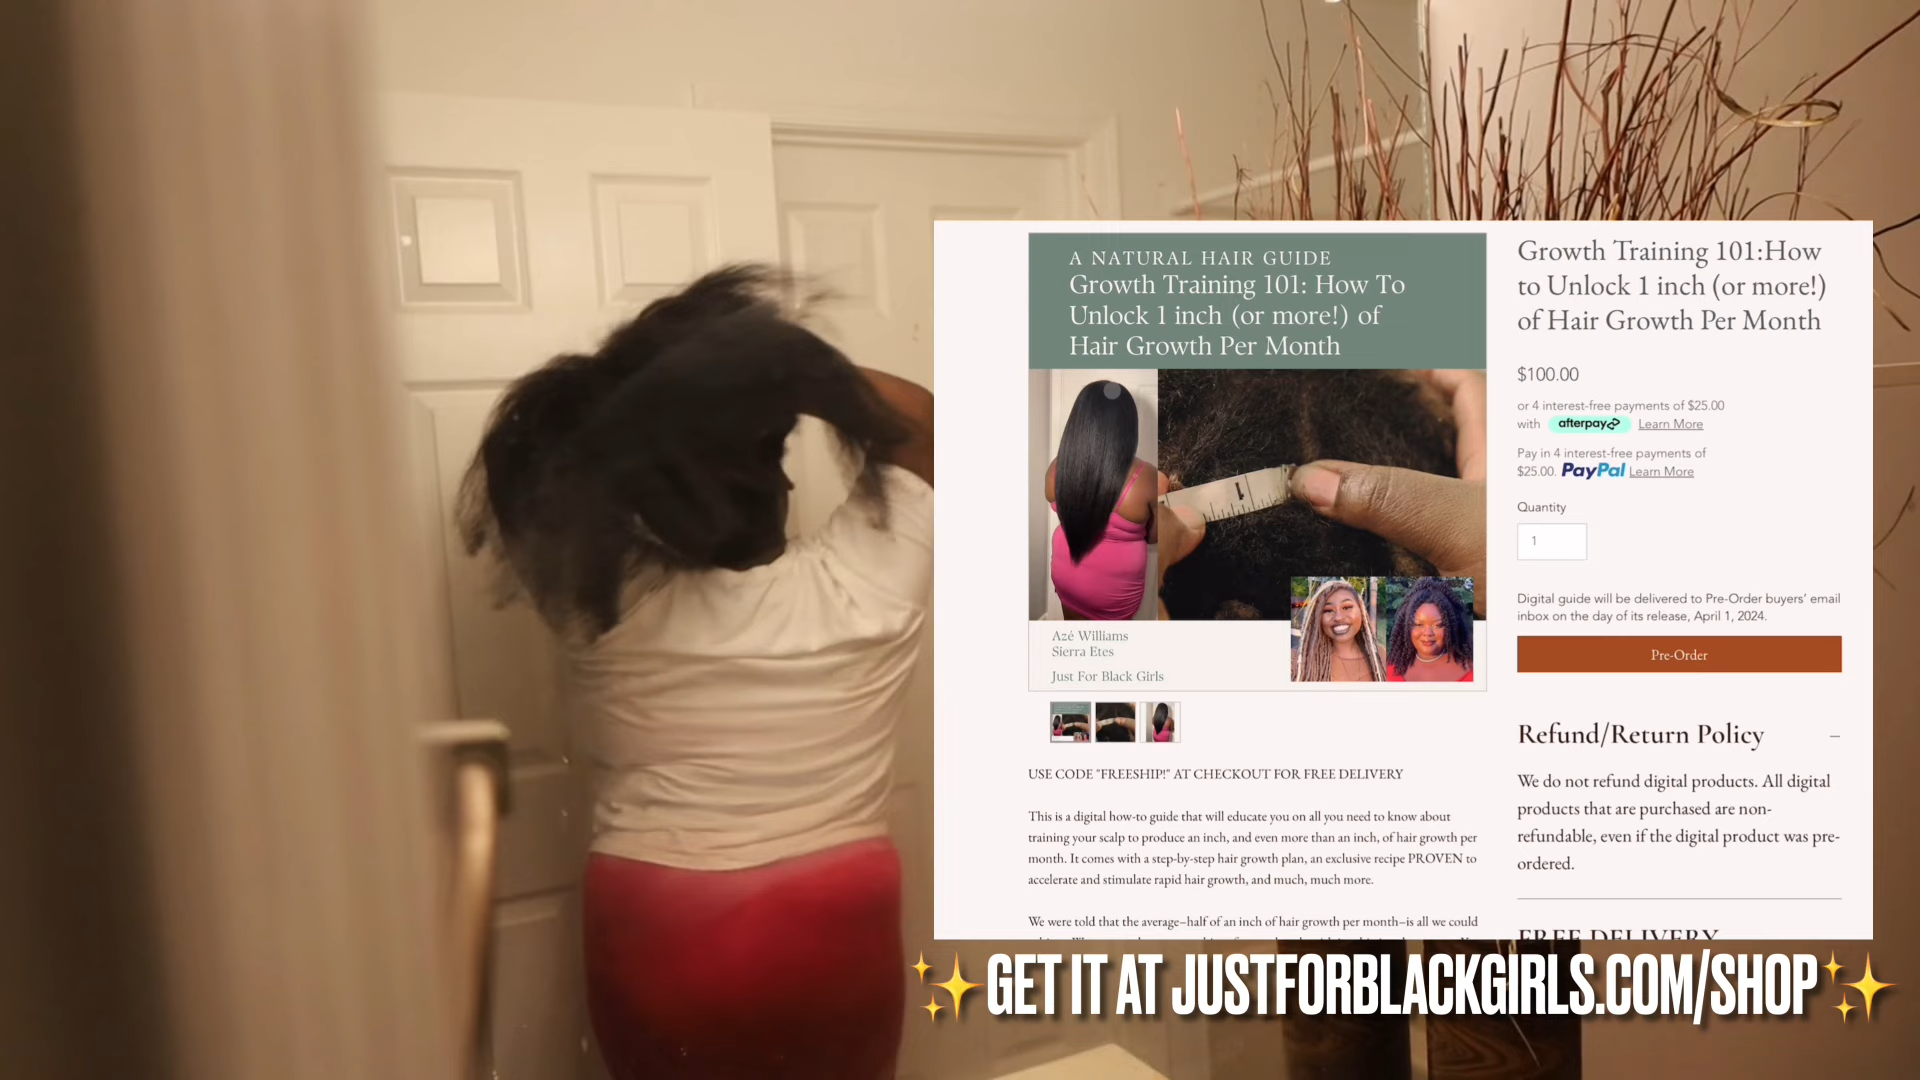 A NATURAL HAIR GUIDE
Growth Training 101: How To
Unlock 1 inch (or more!) of
Hair Growth Per Month
1
Azé Williams
Sierra Etes
Just For Black Girls
USE CODE "FREESHIP!" AT CHECKOUT FOR FREE DELIVERY
This is a digital how-to guide that will educate you on all you need to know about
training your scalp to produce an inch, and even more than an inch, of hair growth per
month. It comes with a step-by-step hair growth plan, an exclusive recipe PROVEN to
accelerate and stimulate rapid hair growth, and much, much more.
We were told that the average–half of an inch of hair growth per month–is all we could
Growth Training 101:How
to Unlock 1 inch (or more!)
of Hair Growth Per Month
$100.00
or 4 interest-free payments of $25.00
with afterpay Learn More
Pay in 4 interest-free payments of
$25.00. PayPal Learn More
Quantity
1
Digital guide will be delivered to Pre-Order buyers' email
inbox on the day of its release, April 1, 2024.
Pre-Order
Refund/Return Policy
We do not refund digital products. All digital
products that are purchased are non-
refundable, even if the digital product was pre-
ordered.
FREE DELIVERY
✨GET IT AT JUSTFORBLACKGIRLS.COM/SHOP✨